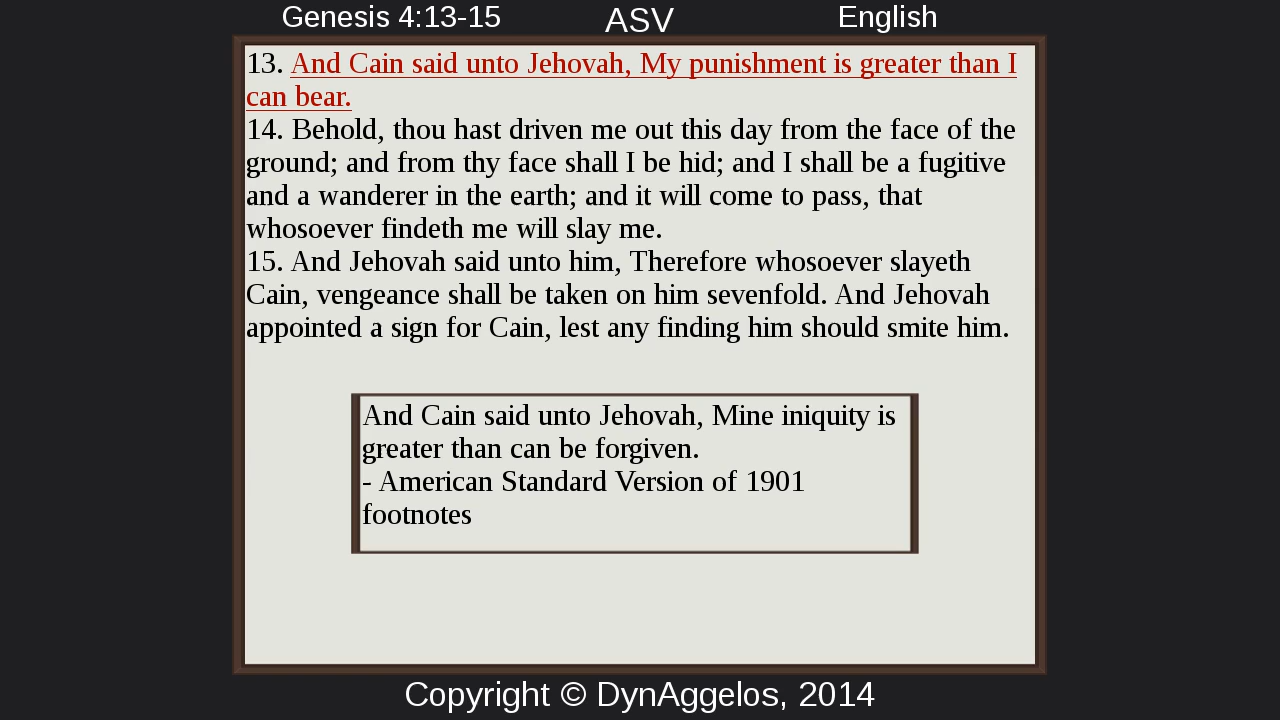 Genesis 4:13-15 ASV English
13. And Cain said unto Jehovah, My punishment is greater than I
can bear.
14. Behold, thou hast driven me out this day from the face of the
ground; and from thy face shall I be hid; and I shall be a fugitive
and a wanderer in the earth; and it will come to pass, that
whosoever findeth me will slay me.
15. And Jehovah said unto him, Therefore whosoever slayeth
Cain, vengeance shall be taken on him sevenfold. And Jehovah
appointed a sign for Cain, lest any finding him should smite him.
And Cain said unto Jehovah, Mine iniquity is
greater than can be forgiven.
- American Standard Version of 1901
footnotes
Copyright © DynAggelos, 2014